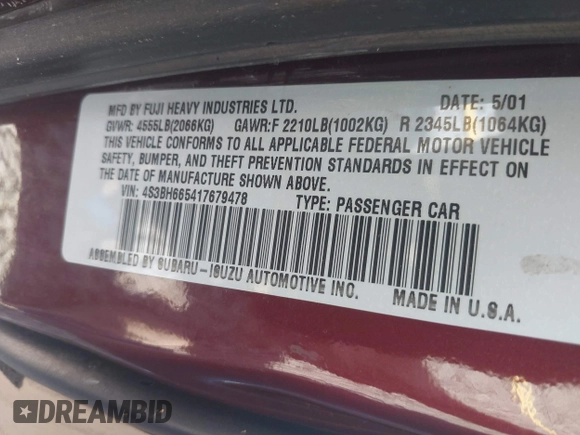 MFD BY FUJI HEAVY INDUSTRIES LTD. DATE: 5/01
GVWR: 4555LB(2066KG) GAWR:F 2210LB(1002KG) R 2345LB(1064KG)
THIS VEHICLE CONFORMS TO ALL APPLICABLE FEDERAL MOTOR VEHICLE
SAFETY, BUMPER, AND THEFT PREVENTION STANDARDS IN EFFECT ON
THE DATE OF MANUFACTURE SHOWN ABOVE.
VIN: 4S3BH665417679478 TYPE: PASSENGER CAR
ASSEMBLED BY SUBARU-ISUZU AUTOMOTIVE INC. MADE IN U.S.A.
DREAMBID